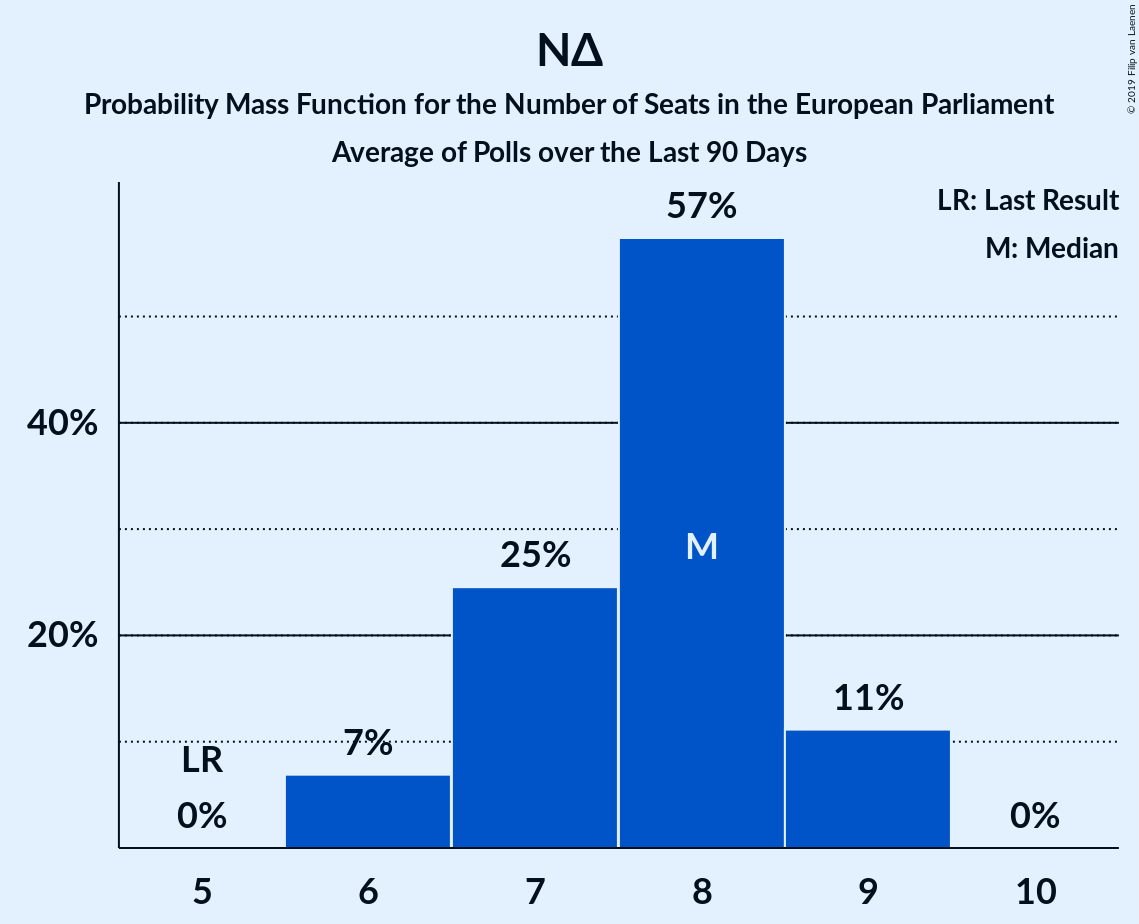 ΝΔ
Probability Mass Function for the Number of Seats in the European Parliament
Average of Polls over the Last 90 Days
© 2019 Filip van Laenen
LR: Last Result
M: Median
57%
40%
25%
M
20%
11%
7%
LR
0%
0%
5 6 7 8 9 10